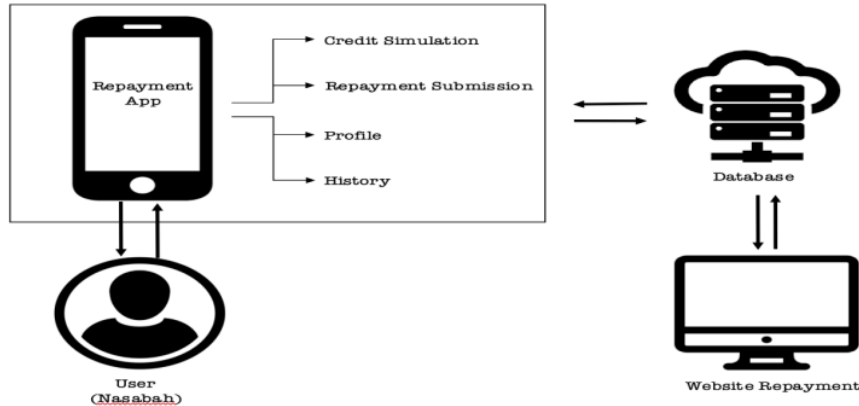 Repayment
App
Credit Simulation
Repayment Submission
Profile
History
Database
User
(Nasabah)
Website Repayment